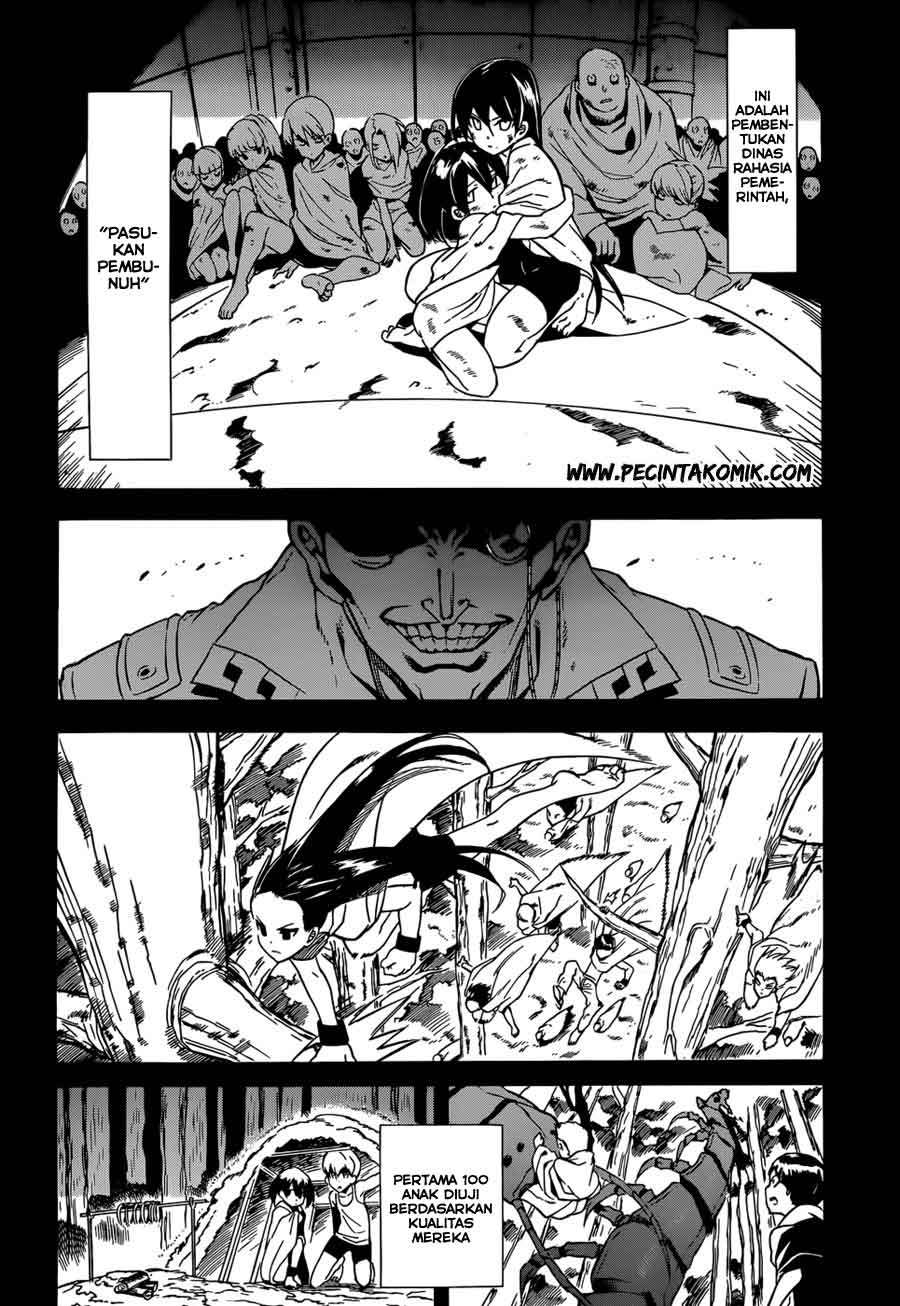 INI
ADALAH
PEMBEN-
TUKAN
DINAS
RAHASIA
PEME-
RINTAH,
"PASU-
KAN
PEMBU-
NUH"
WWW.PECINTAKOMIK.COM
PERTAMA 100
ANAK DIUJI
BERDASARKAN
KUALITAS
MEREKA